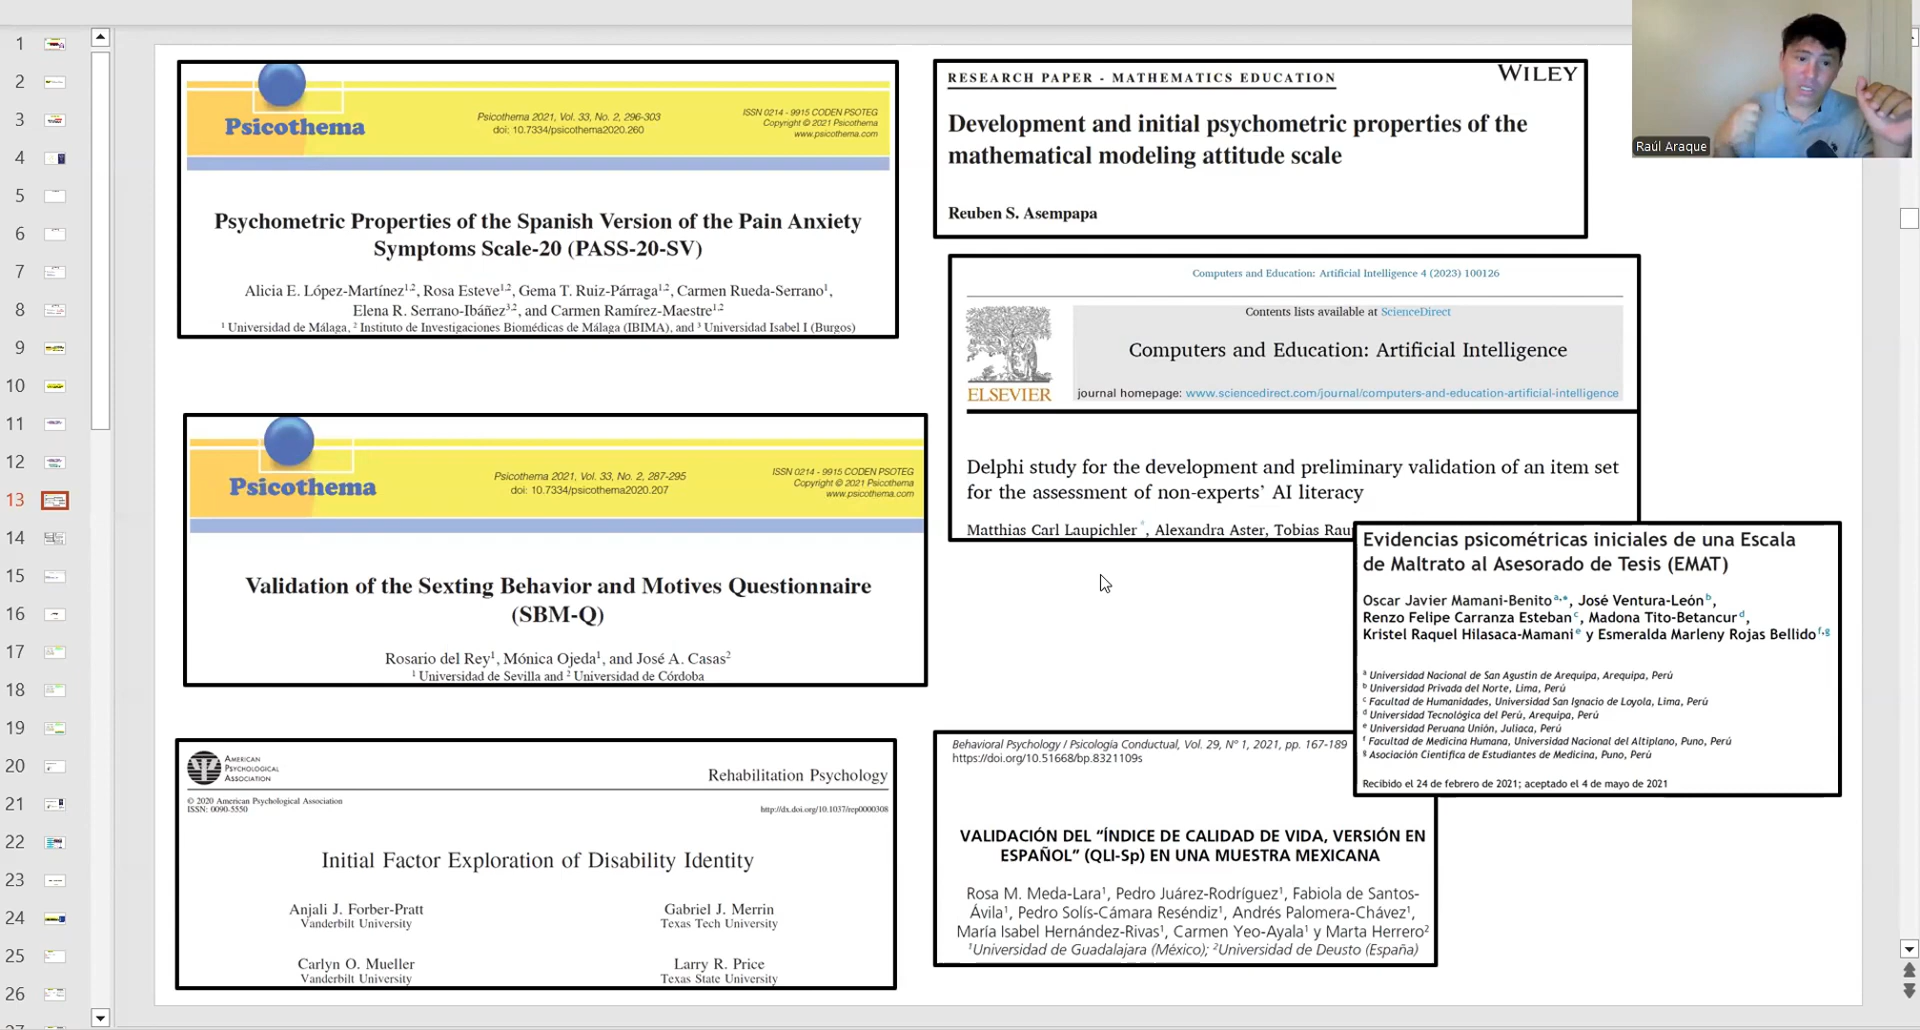 1
2
3
4
5
6
7
8
9
10
11
12
13
14
15
16
17
18
19
20
21
22
23
24
25
26
Psicothema
Psicothema 2021, Vol. 33, No. 2, 296-303
doi: 10.7334/psicothema2020.260
ISSN 0214 - 9915 CODEN PSOTEG
Copyright © 2021 Psicothema
www.psicothema.com
Psychometric Properties of the Spanish Version of the Pain Anxiety
Symptoms Scale-20 (PASS-20-SV)
Alicia E. López-Martínez1,2, Rosa Esteve1,2, Gema T. Ruiz-Párraga1,2, Carmen Rueda-Serrano1,
Elena R. Serrano-Ibáñez3,2, and Carmen Ramírez-Maestre1,2
1 Universidad de Málaga, 2 Instituto de Investigaciones Biomédicas de Málaga (IBIMA), and 3 Universidad Isabel I (Burgos)
Psicothema
Psicothema 2021, Vol. 33, No. 2, 287-295
doi: 10.7334/psicothema2020.207
ISSN 0214 - 9915 CODEN PSOTEG
Copyright © 2021 Psicothema
www.psicothema.com
Validation of the Sexting Behavior and Motives Questionnaire
(SBM-Q)
Rosario del Rey1, Mónica Ojeda1, and José A. Casas2
1 Universidad de Sevilla and 2 Universidad de Córdoba
AMERICAN
PSYCHOLOGICAL
ASSOCIATION
Rehabilitation Psychology
© 2020 American Psychological Association
ISSN: 0090-5550
http://dx.doi.org/10.1037/rep0000308
Initial Factor Exploration of Disability Identity
Anjali J. Forber-Pratt
Vanderbilt University
Gabriel J. Merrin
Texas Tech University
Carlyn O. Mueller
Vanderbilt University
Larry R. Price
Texas State University
RESEARCH PAPER - MATHEMATICS EDUCATION
WILEY
Development and initial psychometric properties of the
mathematical modeling attitude scale
Reuben S. Asempapa
Computers and Education: Artificial Intelligence 4 (2023) 100126
Contents lists available at ScienceDirect
Computers and Education: Artificial Intelligence
ELSEVIER
journal homepage: www.sciencedirect.com/journal/computers-and-education-artificial-intelligence
Delphi study for the development and preliminary validation of an item set
for the assessment of non-experts' AI literacy
Matthias Carl Laupichler, Alexandra Aster, Tobias Rau
Evidencias psicométricas iniciales de una Escala
de Maltrato al Asesorado de Tesis (EMAT)
Oscar Javier Mamani-Benito a,*, José Ventura-León b,
Renzo Felipe Carranza Esteban c, Madona Tito-Betancur d,
Kristel Raquel Hilasaca-Mamani e y Esmeralda Marleny Rojas Bellido f,g
a Universidad Nacional de San Agustin de Arequipa, Arequipa, Perú
b Universidad Privada del Norte, Lima, Perú
c Facultad de Humanidades, Universidad San Ignacio de Loyola, Lima, Perú
d Universidad Tecnológica del Perú, Arequipa, Perú
e Universidad Peruana Unión, Juliaca, Perú
f Facultad de Medicina Humana, Universidad Nacional del Altiplano, Puno, Perú
g Asociación Científica de Estudiantes de Medicina, Puno, Perú
Recibido el 24 de febrero de 2021; aceptado el 4 de mayo de 2021
Behavioral Psychology / Psicología Conductual, Vol. 29, Nº 1, 2021, pp. 167-189
https://doi.org/10.51668/bp.8321109s
VALIDACIÓN DEL “ÍNDICE DE CALIDAD DE VIDA, VERSIÓN EN
ESPAÑOL” (QLI-Sp) EN UNA MUESTRA MEXICANA
Rosa M. Meda-Lara1, Pedro Juárez-Rodríguez1, Fabiola de Santos-
Ávila1, Pedro Solís-Cámara Reséndiz1, Andrés Palomera-Chávez1,
María Isabel Hernández-Rivas1, Carmen Yeo-Ayala1 y Marta Herrero2
1Universidad de Guadalajara (México); 2Universidad de Deusto (España)
Raúl Araque